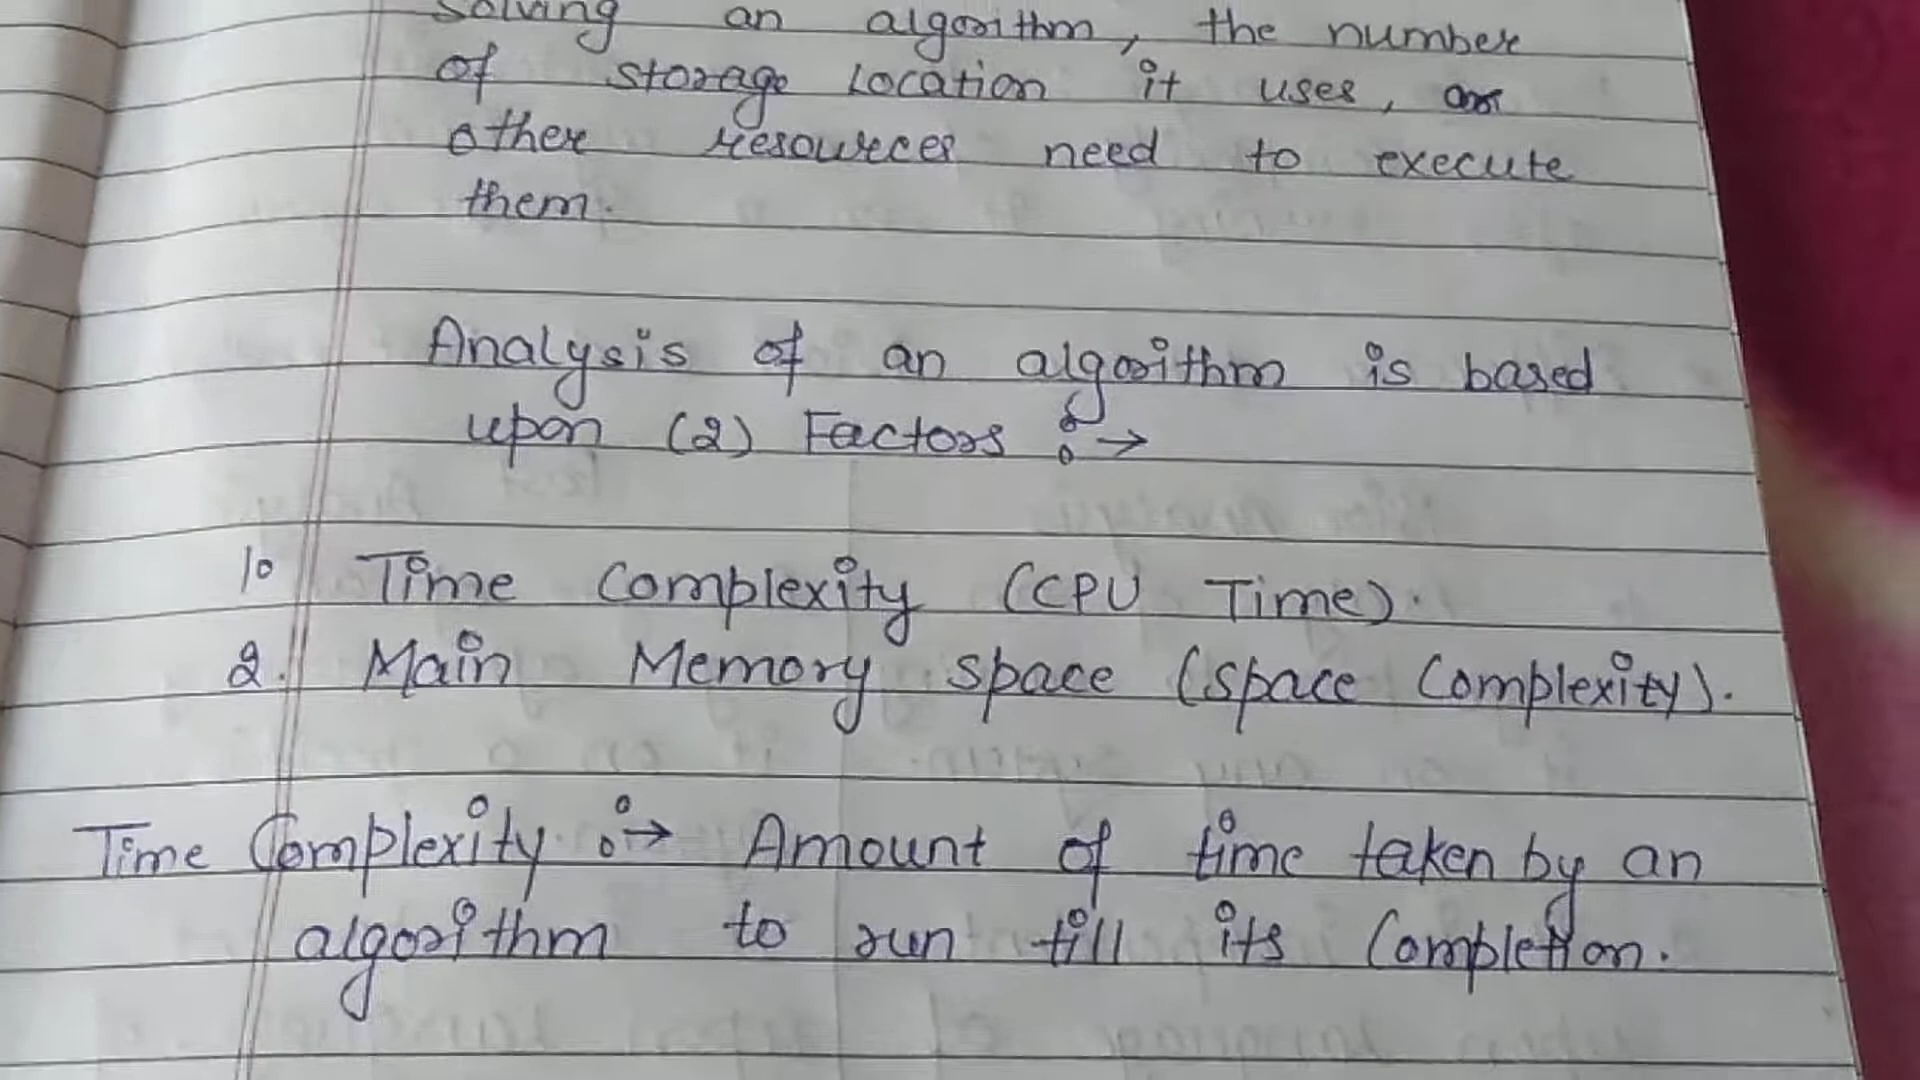 solving an algorithm, the number
of storage location it uses, or
other resources need to execute
them.
Analysis of an algorithm is based
upon (2) Factors :→
1. Time Complexity (CPU Time).
2. Main Memory space (space Complexity).
Time Complexity :→ Amount of time taken by an
algorithm to run till its Completion.